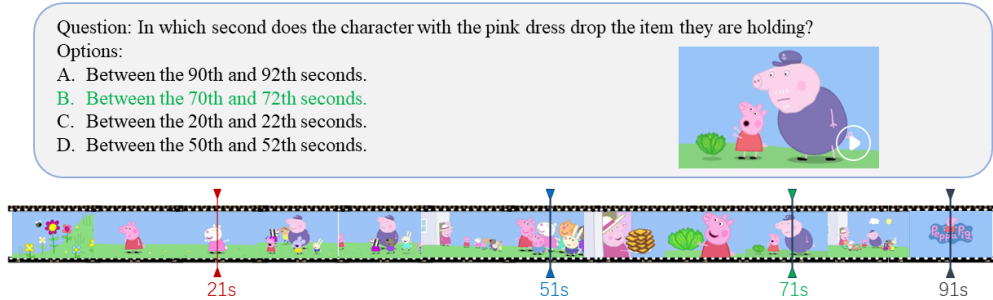 Question: In which second does the character with the pink dress drop the item they are holding?
Options:
A. Between the 90th and 92th seconds.
B. Between the 70th and 72th seconds.
C. Between the 20th and 22th seconds.
D. Between the 50th and 52th seconds.
Peppa Pig
21s
51s
71s
91s